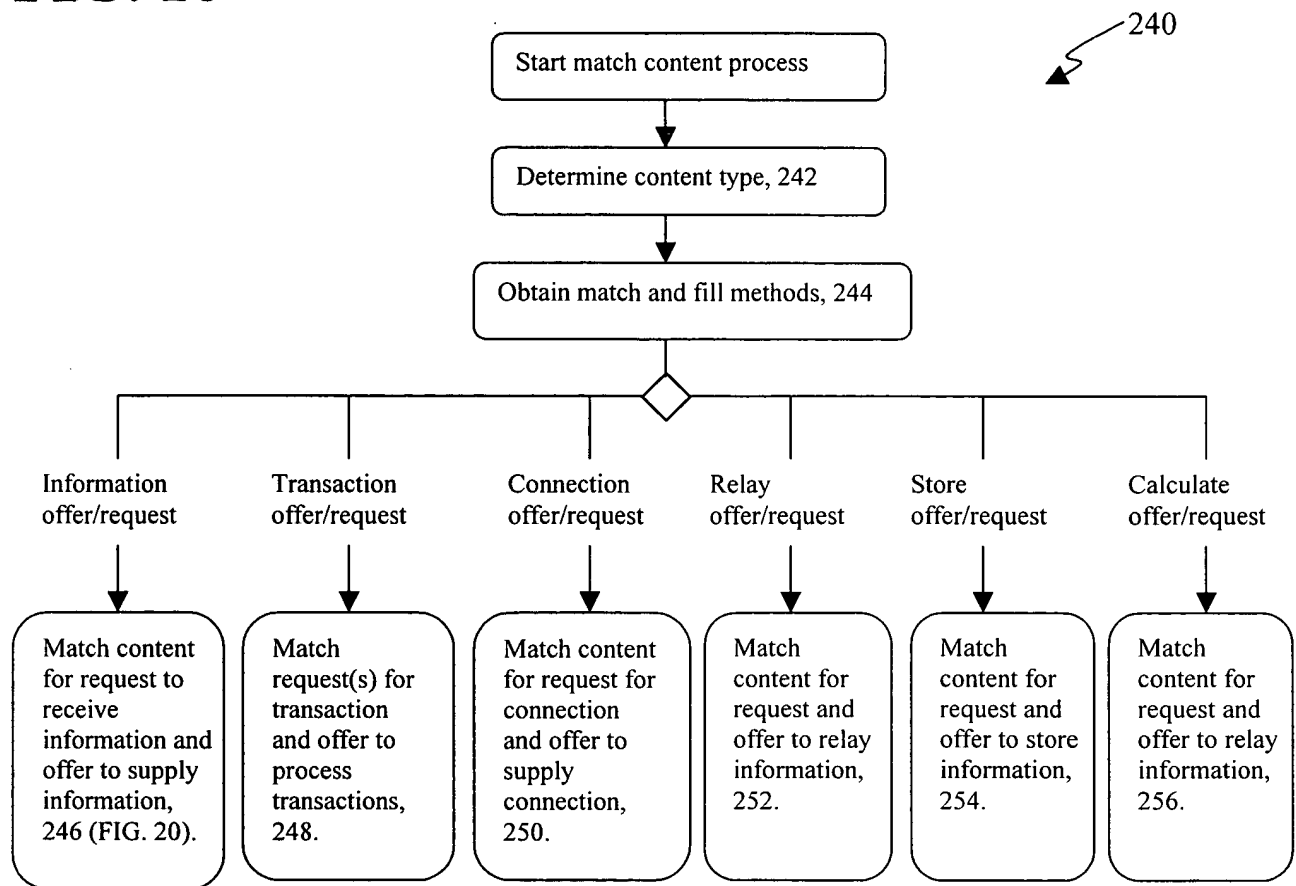 240
Start match content process
Determine content type, 242
Obtain match and fill methods, 244
Information
offer/request
Transaction
offer/request
Connection
offer/request
Relay
offer/request
Store
offer/request
Calculate
offer/request
Match content
for request to
receive
information and
offer to supply
information,
246 (FIG. 20).
Match
request(s) for
transaction
and offer to
process
transactions,
248.
Match content
for request for
connection
and offer to
supply
connection,
250.
Match
content for
request and
offer to relay
information,
252.
Match
content for
request and
offer to store
information,
254.
Match
content for
request and
offer to relay
information,
256.